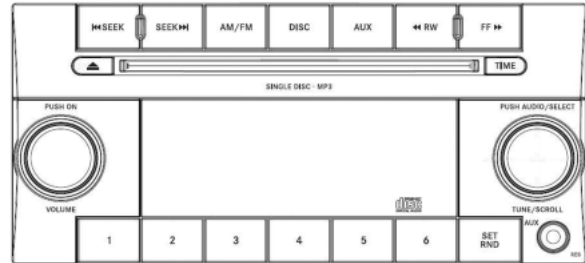 ⏮SEEK
SEEK⏭
AM/FM
DISC
AUX
◀◀ RW
FF ▶▶
TIME
SINGLE DISC - MP3
PUSH ON
PUSH AUDIO/SELECT
VOLUME
TUNE/SCROLL
1
2
3
4
5
6
SET
RND
AUX
RES